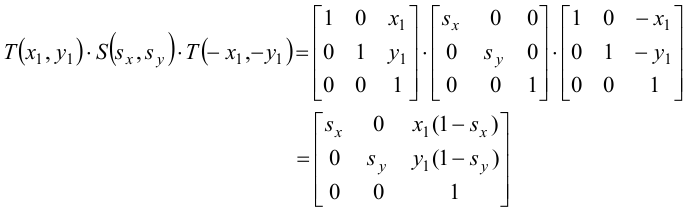 T(x₁, y₁) · S(sₓ, s_y) · T(− x₁,−y₁) = [1 0 x₁; 0 1 y₁; 0 0 1] · [sₓ 0 0; 0 s_y 0; 0 0 1] · [1 0 − x₁; 0 1 − y₁; 0 0 1]
= [sₓ 0 x₁(1− sₓ); 0 s_y y₁(1− s_y); 0 0 1]